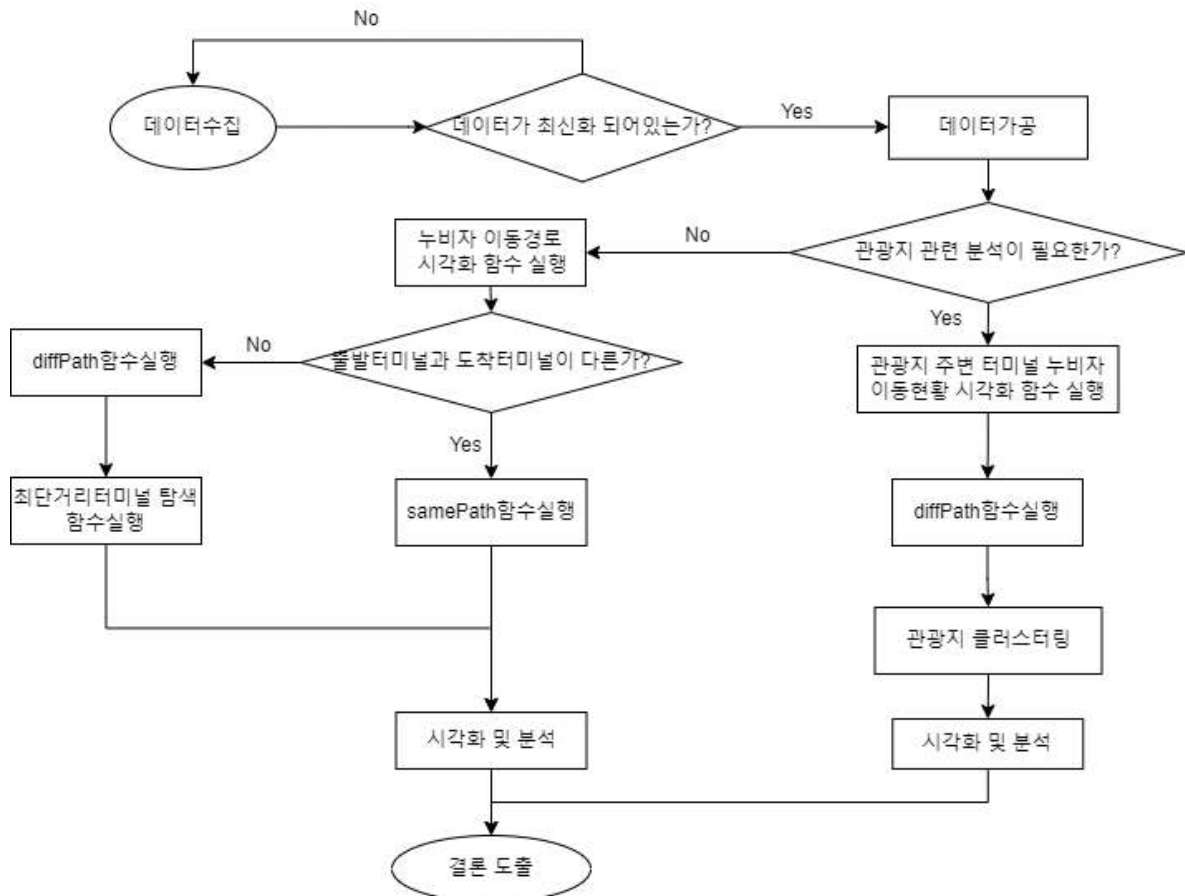 No
데이터수집
데이터가 최신화 되어있는가?
Yes
데이터가공
누비자 이동경로
시각화 함수 실행
No
관광지 관련 분석이 필요한가?
Yes
diffPath함수실행
No
출발터미널과 도착터미널이 다른가?
관광지 주변 터미널 누비자
이동현황 시각화 함수 실행
Yes
최단거리터미널 탐색
함수실행
samePath함수실행
diffPath함수실행
관광지 클러스터링
시각화 및 분석
시각화 및 분석
결론 도출